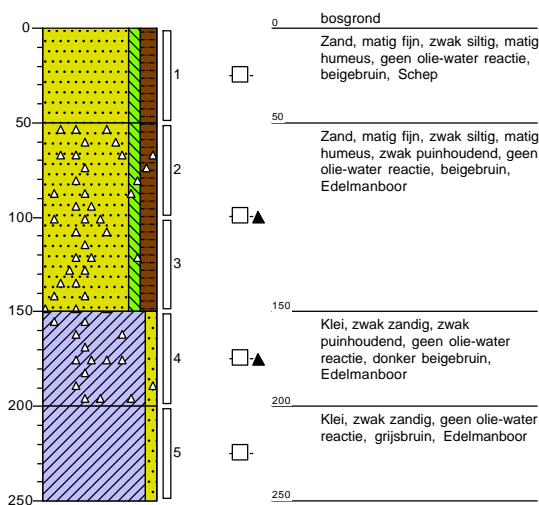 0
50
100
150
200
250
1
2
3
4
5
0
bosgrond
Zand, matig fijn, zwak siltig, matig
humeus, geen olie-water reactie,
beigebruin, Schep
50
Zand, matig fijn, zwak siltig, matig
humeus, zwak puinhoudend, geen
olie-water reactie, beigebruin,
Edelmanboor
150
Klei, zwak zandig, zwak
puinhoudend, geen olie-water
reactie, donker beigebruin,
Edelmanboor
200
Klei, zwak zandig, geen olie-water
reactie, grijsbruin, Edelmanboor
250